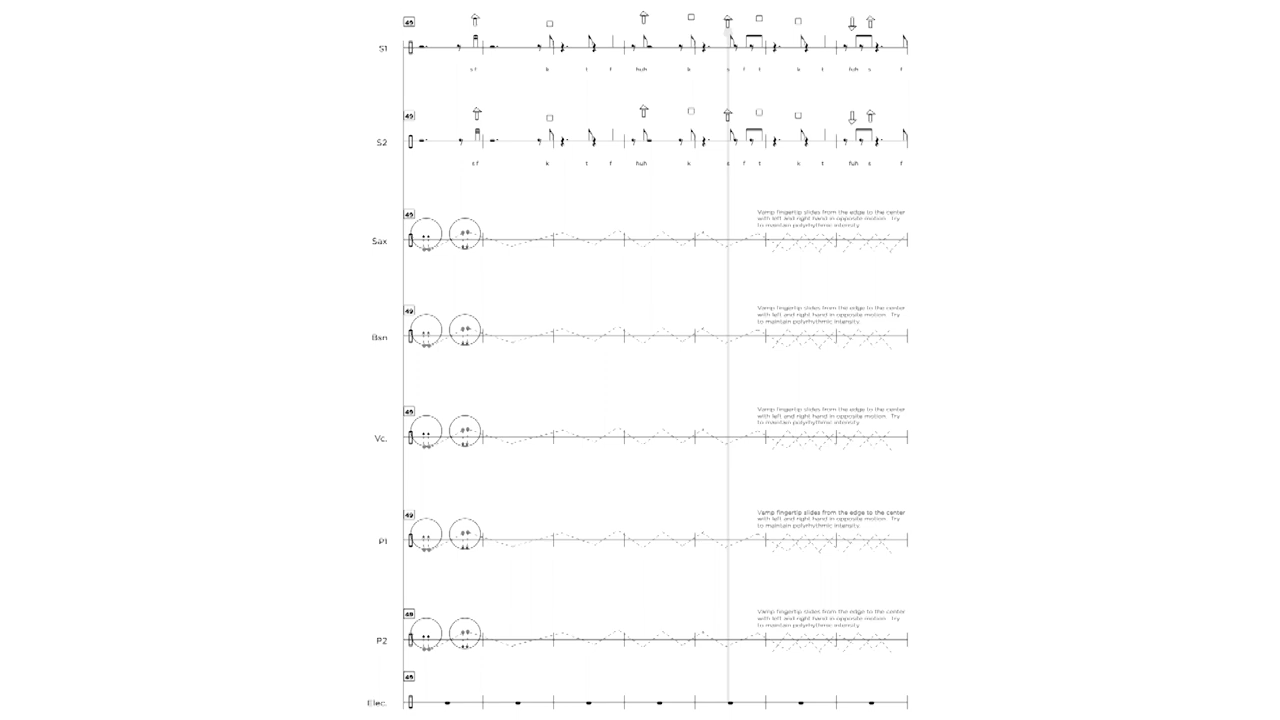 49
S1
sf k t f huh k s f t k t fuh s f
49
S2
sf k t f huh k s f t k t fuh s f
49
Vamp fingertip slides from the edge to the center
with left and right hand in opposite motion. Try
to maintain polyrhythmic intensity.
Sax
49
Vamp fingertip slides from the edge to the center
with left and right hand in opposite motion. Try
to maintain polyrhythmic intensity.
Bsn
49
Vamp fingertip slides from the edge to the center
with left and right hand in opposite motion. Try
to maintain polyrhythmic intensity.
Vc.
49
Vamp fingertip slides from the edge to the center
with left and right hand in opposite motion. Try
to maintain polyrhythmic intensity.
P1
49
Vamp fingertip slides from the edge to the center
with left and right hand in opposite motion. Try
to maintain polyrhythmic intensity.
P2
49
Elec.